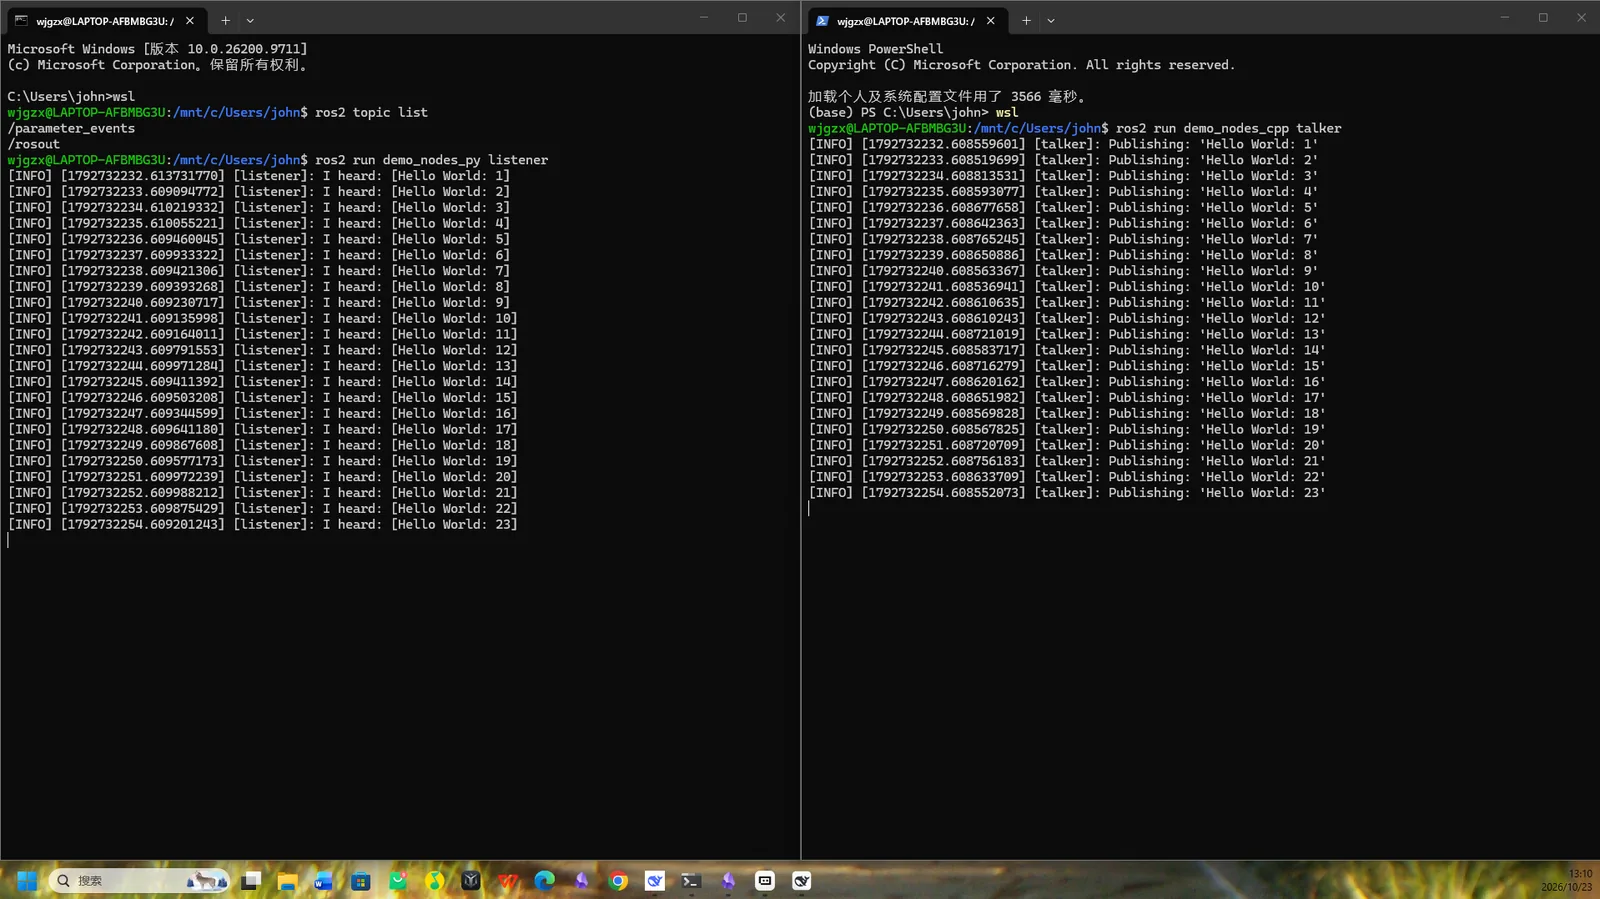 wjgzx@LAPTOP-AFBMBG3U: /
Microsoft Windows [版本 10.0.26200.9711]
(c) Microsoft Corporation。保留所有权利。
C:\Users\john>wsl
wjgzx@LAPTOP-AFBMBG3U:/mnt/c/Users/john$ ros2 topic list
/parameter_events
/rosout
wjgzx@LAPTOP-AFBMBG3U:/mnt/c/Users/john$ ros2 run demo_nodes_py listener
[INFO] [1792732232.613731770] [listener]: I heard: [Hello World: 1]
[INFO] [1792732233.609094772] [listener]: I heard: [Hello World: 2]
[INFO] [1792732234.610219332] [listener]: I heard: [Hello World: 3]
[INFO] [1792732235.610055221] [listener]: I heard: [Hello World: 4]
[INFO] [1792732236.609460045] [listener]: I heard: [Hello World: 5]
[INFO] [1792732237.609933322] [listener]: I heard: [Hello World: 6]
[INFO] [1792732238.609421306] [listener]: I heard: [Hello World: 7]
[INFO] [1792732239.609393268] [listener]: I heard: [Hello World: 8]
[INFO] [1792732240.609230717] [listener]: I heard: [Hello World: 9]
[INFO] [1792732241.609135998] [listener]: I heard: [Hello World: 10]
[INFO] [1792732242.609164011] [listener]: I heard: [Hello World: 11]
[INFO] [1792732243.609791553] [listener]: I heard: [Hello World: 12]
[INFO] [1792732244.609971284] [listener]: I heard: [Hello World: 13]
[INFO] [1792732245.609411392] [listener]: I heard: [Hello World: 14]
[INFO] [1792732246.609503208] [listener]: I heard: [Hello World: 15]
[INFO] [1792732247.609344599] [listener]: I heard: [Hello World: 16]
[INFO] [1792732248.609641180] [listener]: I heard: [Hello World: 17]
[INFO] [1792732249.609867608] [listener]: I heard: [Hello World: 18]
[INFO] [1792732250.609577173] [listener]: I heard: [Hello World: 19]
[INFO] [1792732251.609972239] [listener]: I heard: [Hello World: 20]
[INFO] [1792732252.609988212] [listener]: I heard: [Hello World: 21]
[INFO] [1792732253.609875429] [listener]: I heard: [Hello World: 22]
[INFO] [1792732254.609201243] [listener]: I heard: [Hello World: 23]
wjgzx@LAPTOP-AFBMBG3U: /
Windows PowerShell
Copyright (C) Microsoft Corporation. All rights reserved.
加载个人及系统配置文件用了 3566 毫秒。
(base) PS C:\Users\john> wsl
wjgzx@LAPTOP-AFBMBG3U:/mnt/c/Users/john$ ros2 run demo_nodes_cpp talker
[INFO] [1792732232.608559601] [talker]: Publishing: 'Hello World: 1'
[INFO] [1792732233.608519699] [talker]: Publishing: 'Hello World: 2'
[INFO] [1792732234.608813531] [talker]: Publishing: 'Hello World: 3'
[INFO] [1792732235.608593077] [talker]: Publishing: 'Hello World: 4'
[INFO] [1792732236.608677658] [talker]: Publishing: 'Hello World: 5'
[INFO] [1792732237.608642363] [talker]: Publishing: 'Hello World: 6'
[INFO] [1792732238.608765245] [talker]: Publishing: 'Hello World: 7'
[INFO] [1792732239.608650886] [talker]: Publishing: 'Hello World: 8'
[INFO] [1792732240.608563367] [talker]: Publishing: 'Hello World: 9'
[INFO] [1792732241.608536941] [talker]: Publishing: 'Hello World: 10'
[INFO] [1792732242.608610635] [talker]: Publishing: 'Hello World: 11'
[INFO] [1792732243.608610243] [talker]: Publishing: 'Hello World: 12'
[INFO] [1792732244.608721019] [talker]: Publishing: 'Hello World: 13'
[INFO] [1792732245.608583717] [talker]: Publishing: 'Hello World: 14'
[INFO] [1792732246.608716279] [talker]: Publishing: 'Hello World: 15'
[INFO] [1792732247.608620162] [talker]: Publishing: 'Hello World: 16'
[INFO] [1792732248.608651982] [talker]: Publishing: 'Hello World: 17'
[INFO] [1792732249.608569828] [talker]: Publishing: 'Hello World: 18'
[INFO] [1792732250.608567825] [talker]: Publishing: 'Hello World: 19'
[INFO] [1792732251.608720709] [talker]: Publishing: 'Hello World: 20'
[INFO] [1792732252.608756183] [talker]: Publishing: 'Hello World: 21'
[INFO] [1792732253.608633709] [talker]: Publishing: 'Hello World: 22'
[INFO] [1792732254.608552073] [talker]: Publishing: 'Hello World: 23'
搜索
13:10
2026/10/23